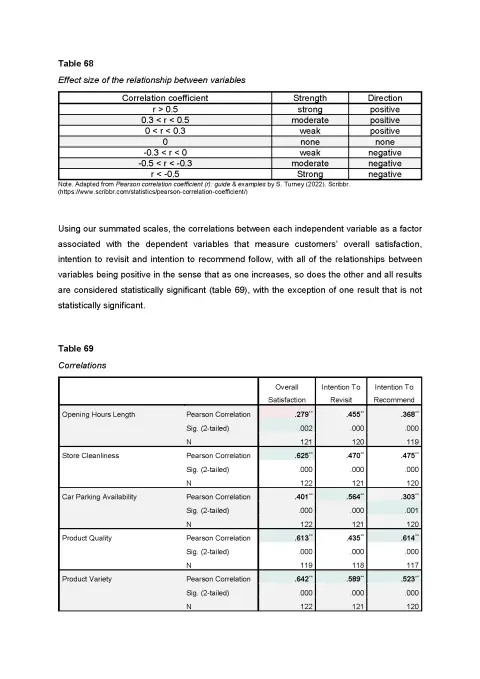 Table 68
Effect size of the relationship between variables
Correlation coefficient Strength Direction
r > 0.5 strong positive
0.3 < r < 0.5 moderate positive
0 < r < 0.3 weak positive
0 none none
-0.3 < r < 0 weak negative
-0.5 < r < -0.3 moderate negative
r < -0.5 Strong negative
Note. Adapted from Pearson correlation coefficient (r): guide & examples by S. Turney (2022). Scribbr.
(https://www.scribbr.com/statistics/pearson-correlation-coefficient/)
Using our summated scales, the correlations between each independent variable as a factor
associated with the dependent variables that measure customers' overall satisfaction,
intention to revisit and intention to recommend follow, with all of the relationships between
variables being positive in the sense that as one increases, so does the other and all results
are considered statistically significant (table 69), with the exception of one result that is not
statistically significant.
Table 69
Correlations
Overall Intention To Intention To
Satisfaction Revisit Recommend
Opening Hours Length Pearson Correlation .279** .455** .368**
Sig. (2-tailed) .002 .000 .000
N 121 120 119
Store Cleanliness Pearson Correlation .625** .470** .475**
Sig. (2-tailed) .000 .000 .000
N 122 121 120
Car Parking Availability Pearson Correlation .401** .564** .303**
Sig. (2-tailed) .000 .000 .001
N 122 121 120
Product Quality Pearson Correlation .613** .435** .614**
Sig. (2-tailed) .000 .000 .000
N 119 118 117
Product Variety Pearson Correlation .642** .589** .523**
Sig. (2-tailed) .000 .000 .000
N 122 121 120